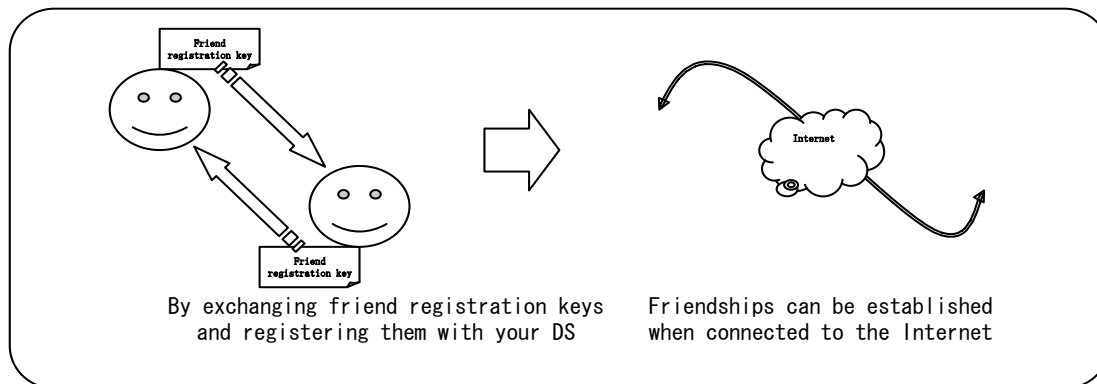 Friend
registration key
Internet
Friend
registration key
By exchanging friend registration keys
and registering them with your DS
Friendships can be established
when connected to the Internet